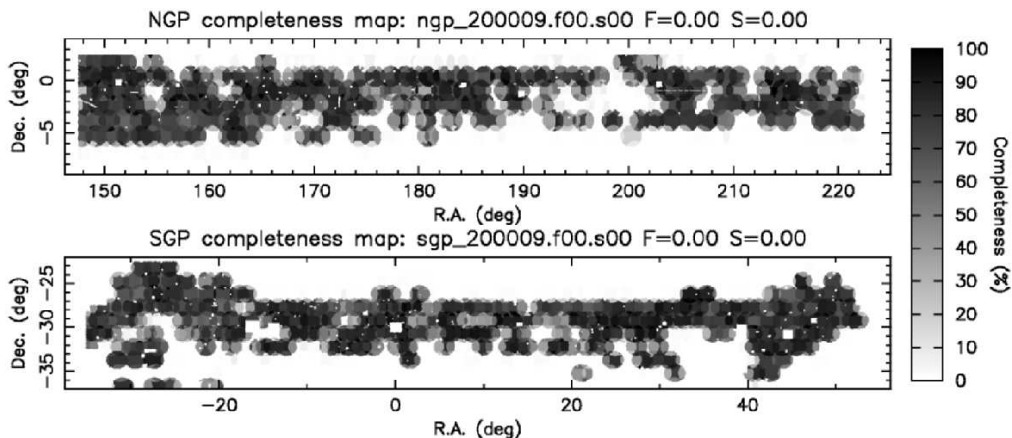 NGP completeness map: ngp_200009.f00.s00 F=0.00 S=0.00
Dec. (deg)
0
−5
150 160 170 180 190 200 210 220
R.A. (deg)
SGP completeness map: sgp_200009.f00.s00 F=0.00 S=0.00
Dec. (deg)
−25
−30
−35
−20 0 20 40
R.A. (deg)
100
90
80
70
60
50
40
30
20
10
0
Completeness (%)